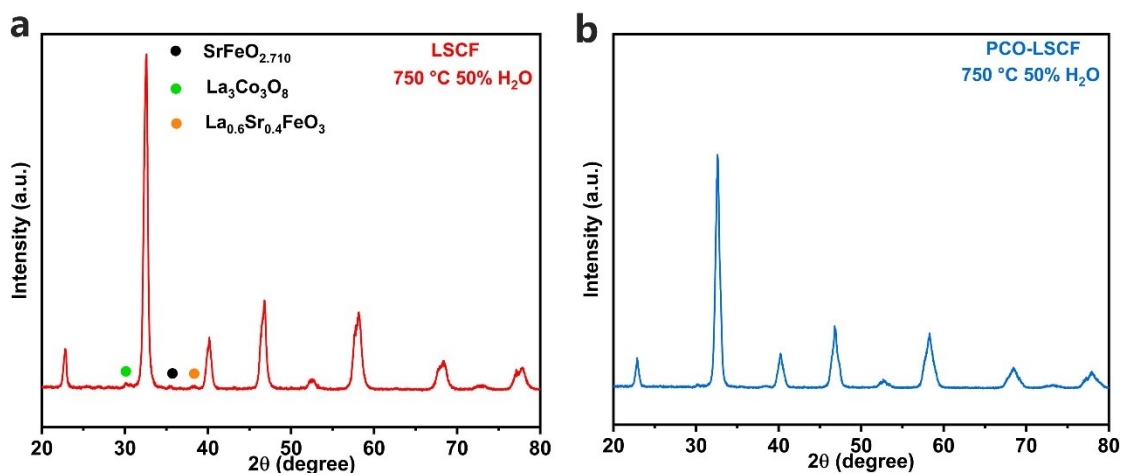 a
SrFeO2.710
La3Co3O8
La0.6Sr0.4FeO3
LSCF
750 °C 50% H2O
Intensity (a.u.)
20 30 40 50 60 70 80
2θ (degree)
b
PCO-LSCF
750 °C 50% H2O
Intensity (a.u.)
20 30 40 50 60 70 80
2θ (degree)